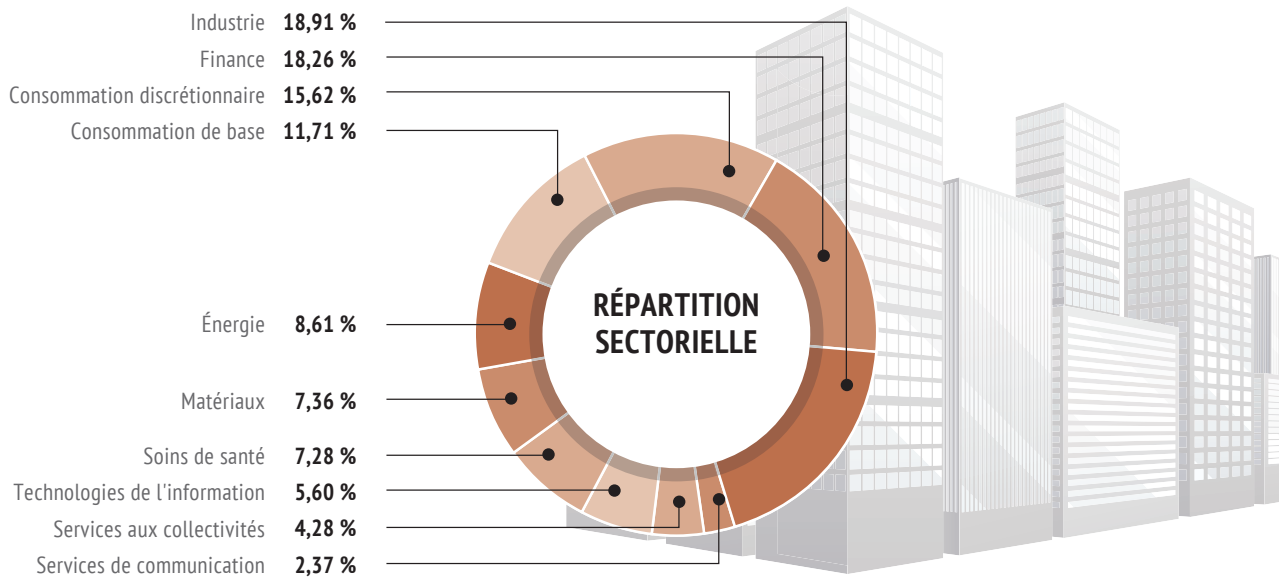 Industrie 18,91 %
Finance 18,26 %
Consommation discrétionnaire 15,62 %
Consommation de base 11,71 %
RÉPARTITION
SECTORIELLE
Énergie 8,61 %
Matériaux 7,36 %
Soins de santé 7,28 %
Technologies de l'information 5,60 %
Services aux collectivités 4,28 %
Services de communication 2,37 %